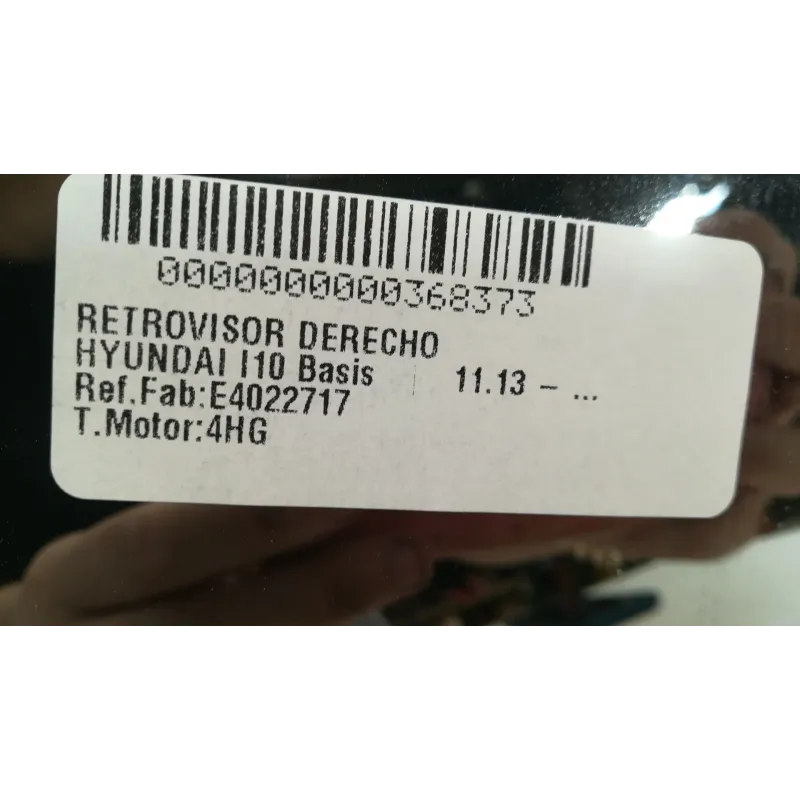 0000000000368373
RETROVISOR DERECHO
HYUNDAI I10 Basis 11.13 – ...
Ref.Fab:E4022717
T.Motor:4HG